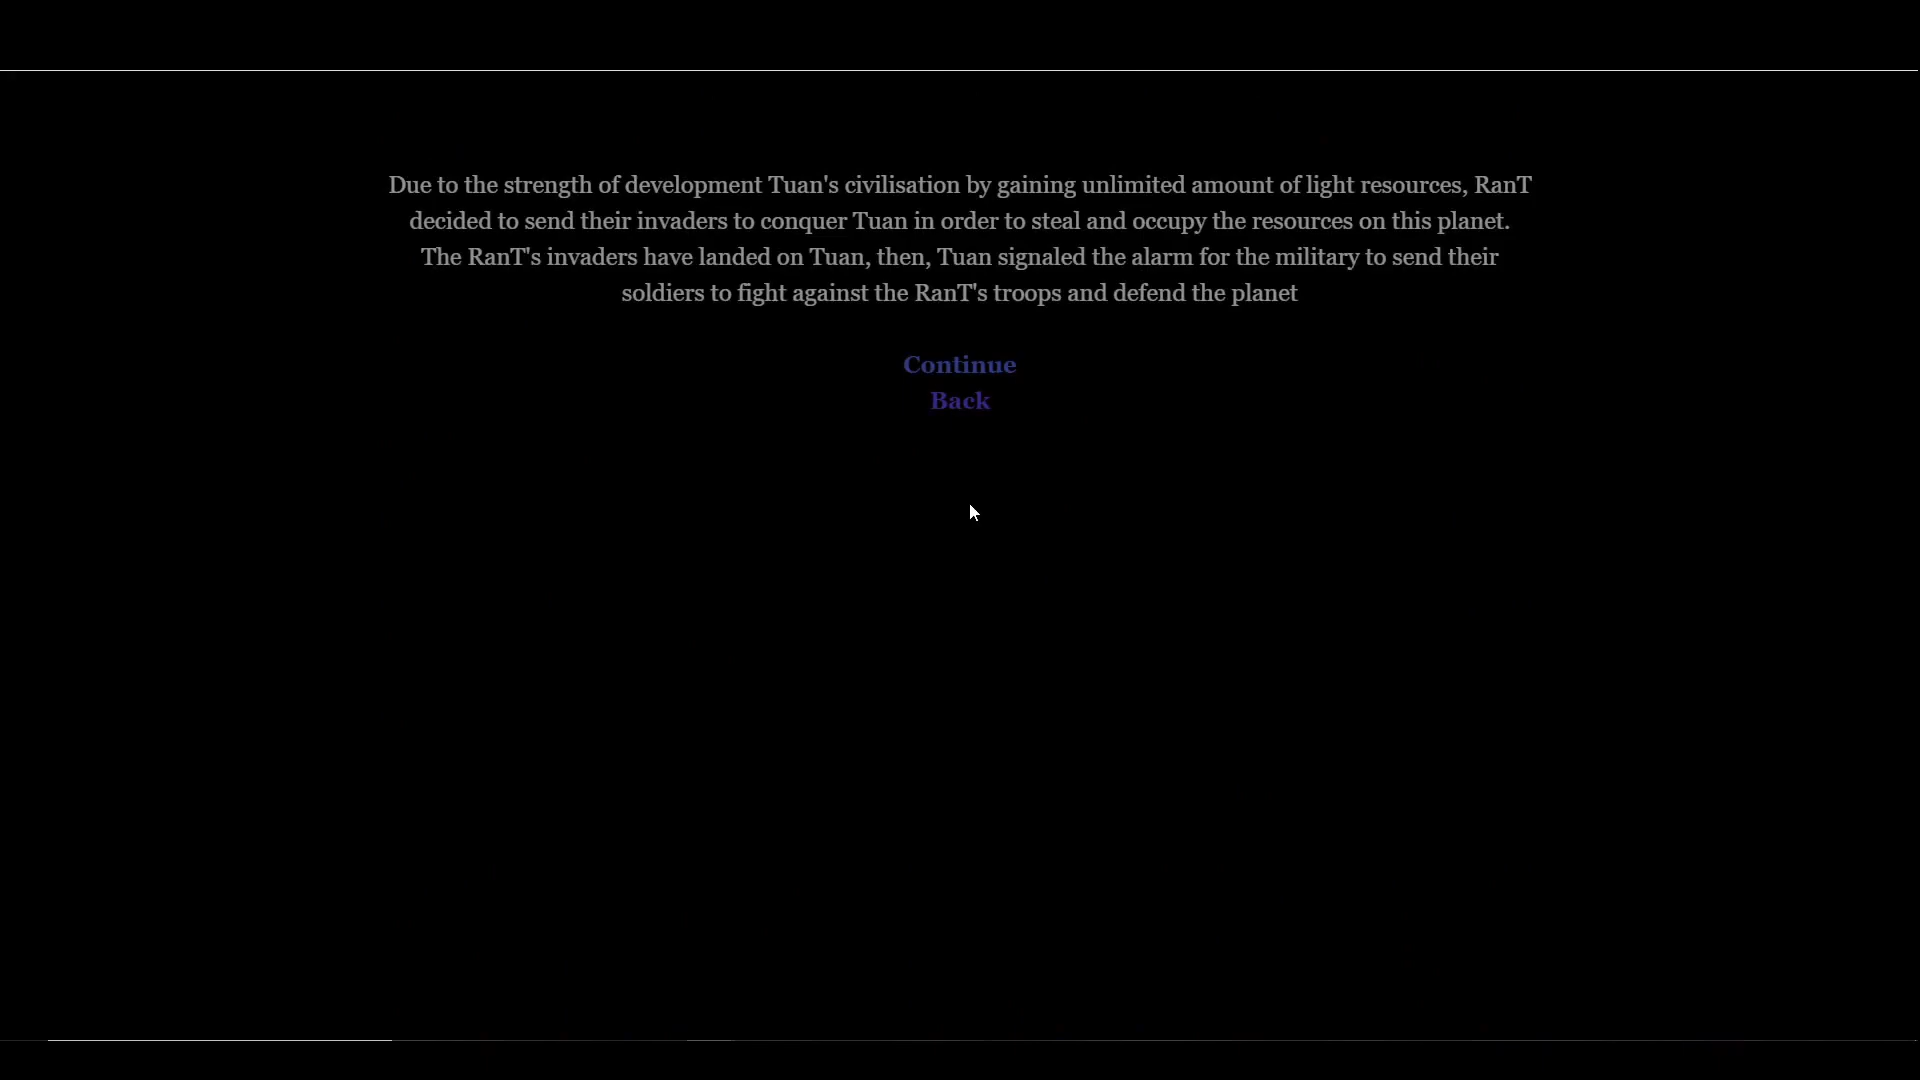 Due to the strength of development Tuan's civilisation by gaining unlimited amount of light resources, RanT
decided to send their invaders to conquer Tuan in order to steal and occupy the resources on this planet.
The RanT's invaders have landed on Tuan, then, Tuan signaled the alarm for the military to send their
soldiers to fight against the RanT's troops and defend the planet
Continue
Back